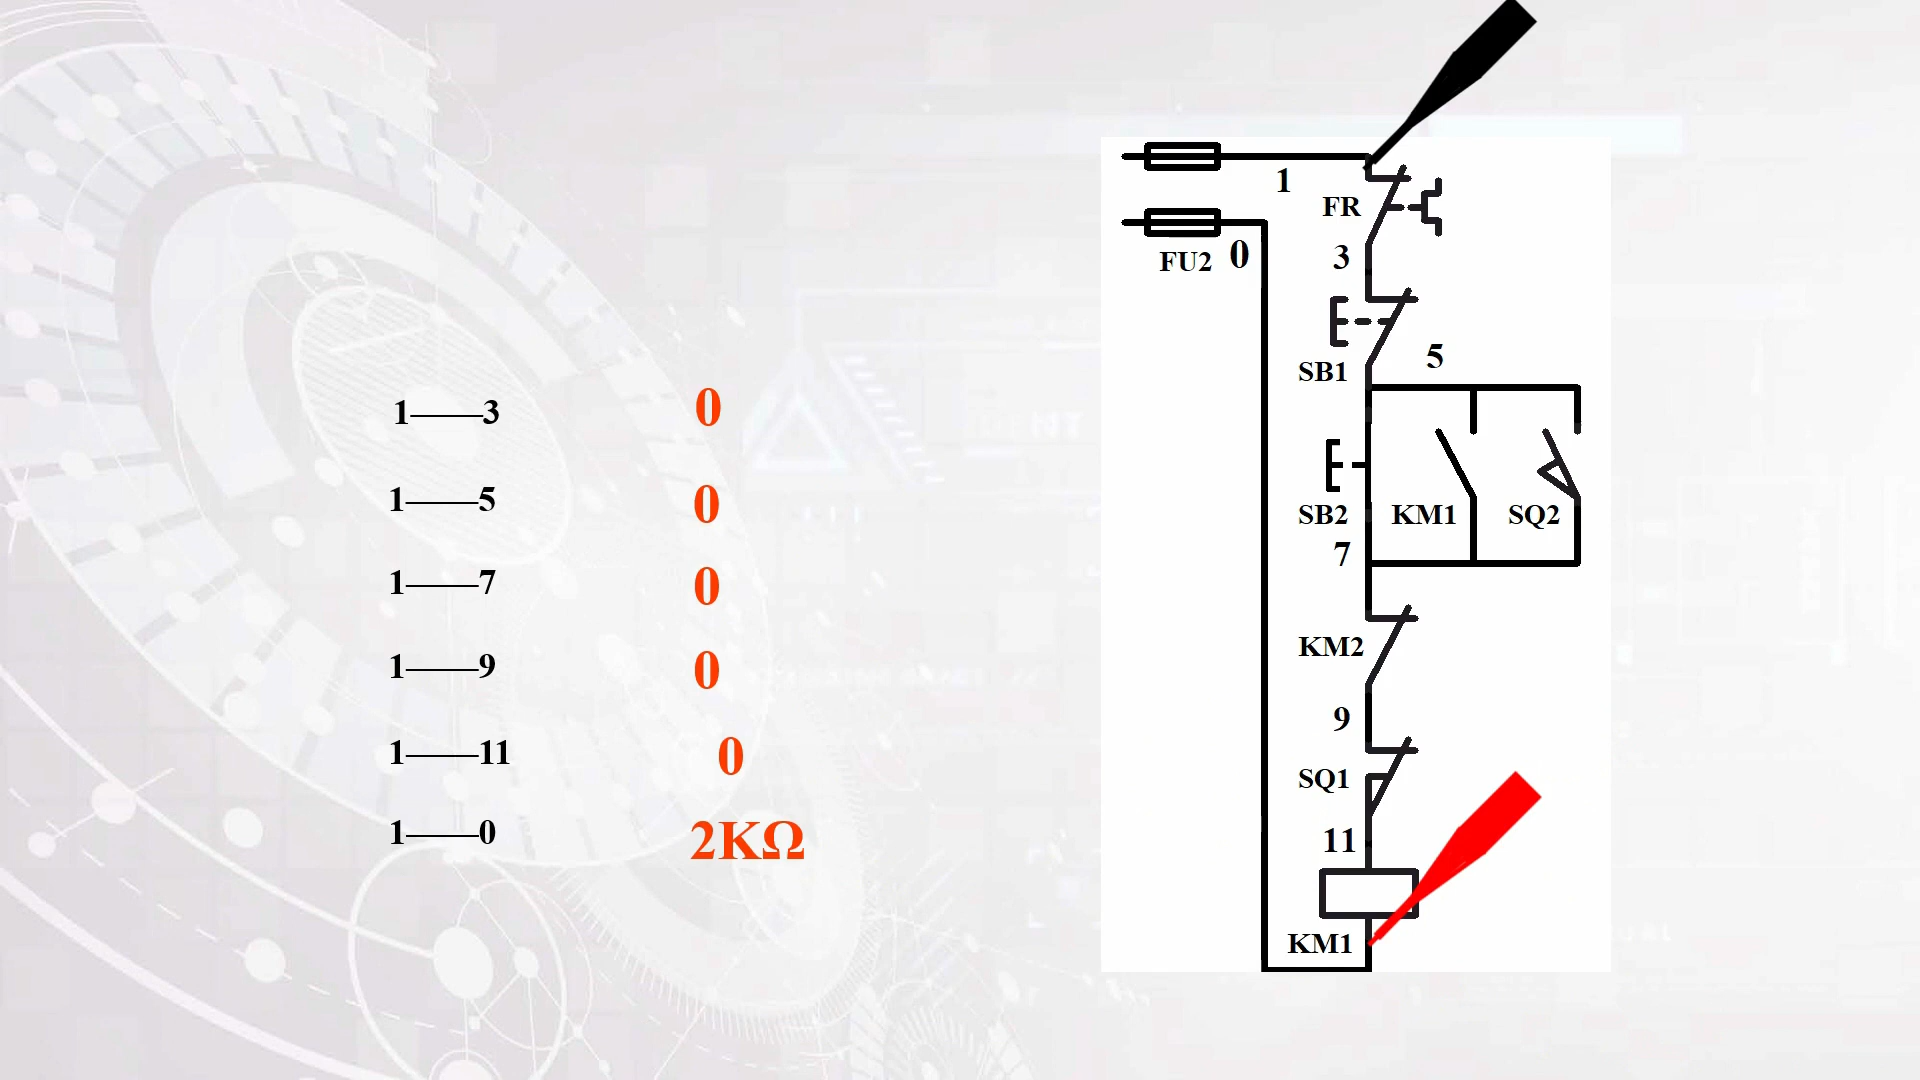 1——3 0
1——5 0
1——7 0
1——9 0
1——11 0
1——0 2KΩ
1
FR
0
FU2
3
5
SB1
SB2
KM1
SQ2
7
KM2
9
SQ1
11
KM1